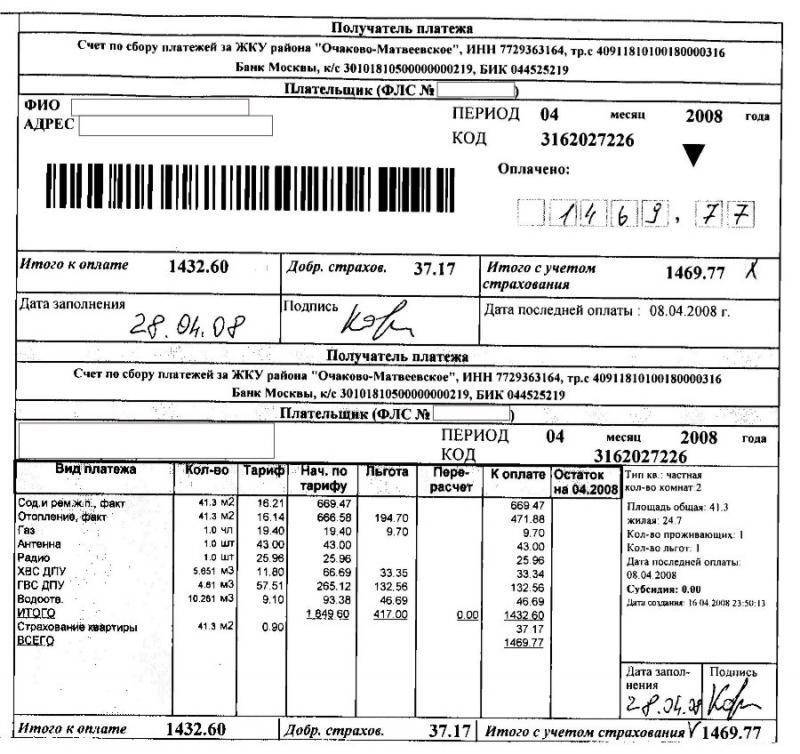 Получатель платежа
Счет по сбору платежей за ЖКУ района "Очаково-Матвеевское", ИНН 7729363164, тр.с 40911810100180000316
Банк Москвы, к/с 30101810500000000219, БИК 044525219
Плательщик (ФЛС № )
ФИО
ПЕРИОД 04 месяц 2008 года
АДРЕС
КОД 3162027226
Оплачено:
1469,77
Итого к оплате 1432.60 Добр. страхов. 37.17 Итого с учетом страхования 1469.77
Дата заполнения 28.04.08 Подпись Дата последней оплаты : 08.04.2008 г.
Получатель платежа
Счет по сбору платежей за ЖКУ района "Очаково-Матвеевское", ИНН 7729363164, тр.с 40911810100180000316
Банк Москвы, к/с 30101810500000000219, БИК 044525219
Плательщик (ФЛС № )
ПЕРИОД 04 месяц 2008 года
КОД 3162027226
Вид платежа Кол-во Тариф Нач. по тарифу Льгота Пере-расчет К оплате Остаток на 04.2008
Сод.и рем.ж.п., факт 41.3 м2 16.21 669.47 669.47
Отопление, факт 41.3 м2 16.14 666.58 194.70 471.88
Газ 1.0 чл 19.40 19.40 9.70 9.70
Антенна 1.0 шт 43.00 43.00 43.00
Радио 1.0 шт 25.96 25.96 25.96
ХВС ДПУ 5.651 м3 11.80 66.69 33.35 33.34
ГВС ДПУ 4.61 м3 57.51 265.12 132.56 132.56
Водоотв. 10.261 м3 9.10 93.38 46.69 46.69
ИТОГО 1 849.60 417.00 0.00 1432.60
Страхование квартиры 41.3 м2 0.90 37.17
ВСЕГО 1469.77
Тип кв.: частная
кол-во комнат 2
Площадь общая: 41.3
жилая: 24.7
Кол-во проживающих: 1
Кол-во льгот: 1
Дата последней оплаты:
08.04.2008
Субсидия: 0.00
Дата создания: 16.04.2008 23:50:13
Дата запол-нения Подпись
28.04.08
Итого к оплате 1432.60 Добр. страхов. 37.17 Итого с учетом страхования 1469.77